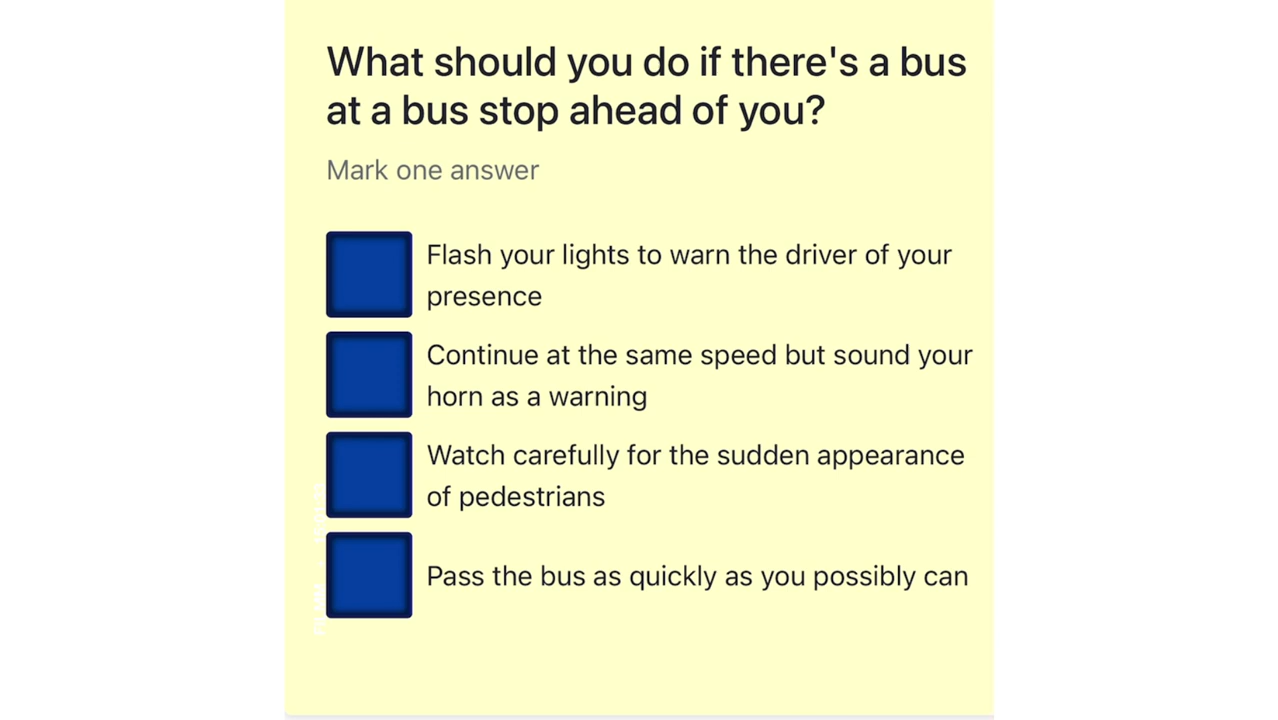 What should you do if there's a bus
at a bus stop ahead of you?
Mark one answer
Flash your lights to warn the driver of your
presence
Continue at the same speed but sound your
horn as a warning
Watch carefully for the sudden appearance
of pedestrians
Pass the bus as quickly as you possibly can